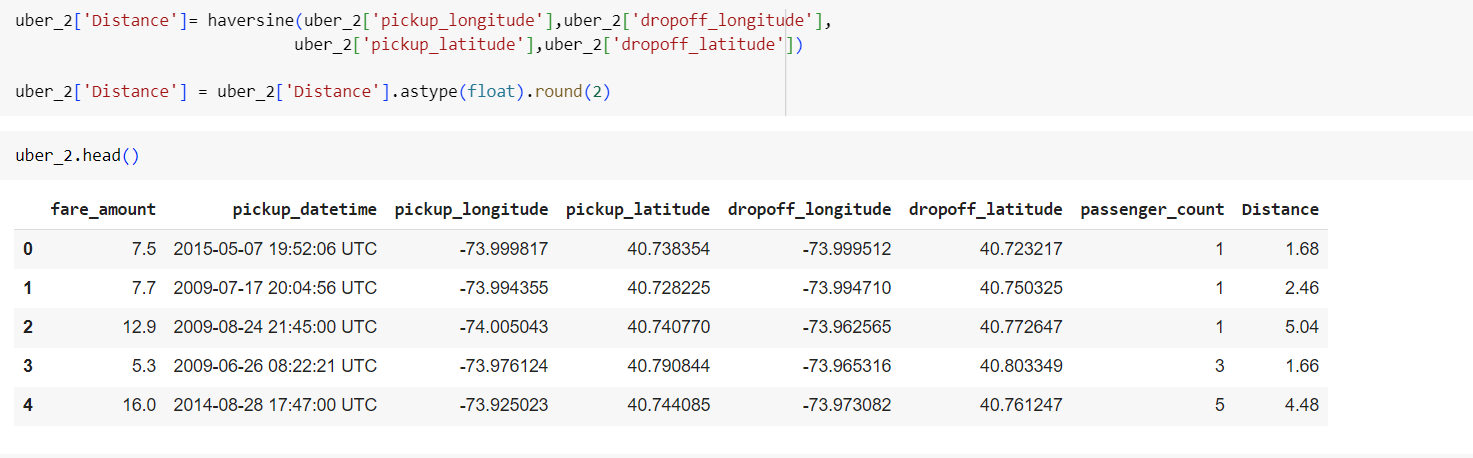 uber_2['Distance']= haversine(uber_2['pickup_longitude'],uber_2['dropoff_longitude'],
uber_2['pickup_latitude'],uber_2['dropoff_latitude'])
uber_2['Distance'] = uber_2['Distance'].astype(float).round(2)
uber_2.head()
fare_amount pickup_datetime pickup_longitude pickup_latitude dropoff_longitude dropoff_latitude passenger_count Distance
0 7.5 2015-05-07 19:52:06 UTC -73.999817 40.738354 -73.999512 40.723217 1 1.68
1 7.7 2009-07-17 20:04:56 UTC -73.994355 40.728225 -73.994710 40.750325 1 2.46
2 12.9 2009-08-24 21:45:00 UTC -74.005043 40.740770 -73.962565 40.772647 1 5.04
3 5.3 2009-06-26 08:22:21 UTC -73.976124 40.790844 -73.965316 40.803349 3 1.66
4 16.0 2014-08-28 17:47:00 UTC -73.925023 40.744085 -73.973082 40.761247 5 4.48